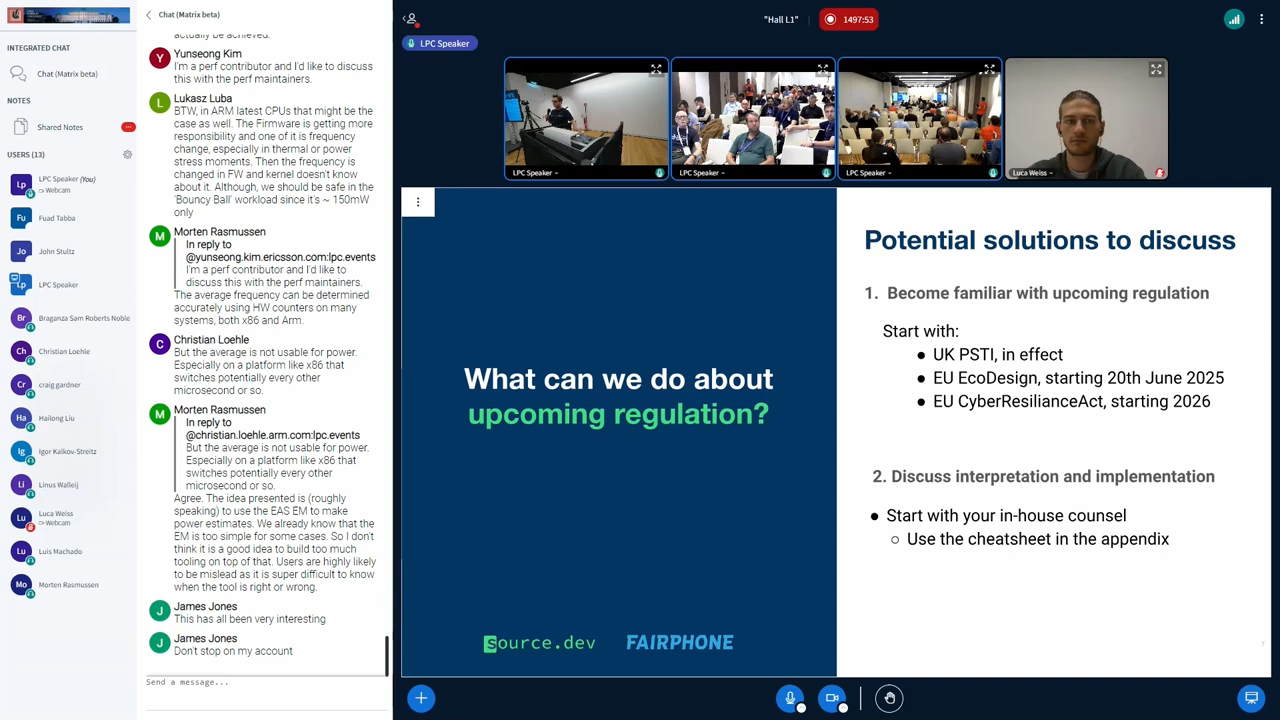 INTEGRATED CHAT
Chat (Matrix beta)
NOTES
Shared Notes
USERS (13)
Lp
LPC Speaker (You)
Webcam
Fu
Fuad Tabba
Jo
John Stultz
Lp
LPC Speaker
Br
Braganza Sam Roberts Noble
Ch
Christian Loehle
Cr
craig gardner
Ha
Hailong Liu
Ig
Igor Kalkov-Streitz
Li
Linus Walleij
Lu
Luca Weiss
Webcam
Lu
Luis Machado
Mo
Morten Rasmussen
Chat (Matrix beta)
actually be achieved.
Y
Yunseong Kim
I'm a perf contributor and I'd like to discuss
this with the perf maintainers.
L
Lukasz Luba
BTW, in ARM latest CPUs that might be the
case as well. The Firmware is getting more
responsibility and one of it is frequency
change, especially in thermal or power
stress moments. Then the frequency is
changed in FW and kernel doesn't know
about it. Although, we should be safe in the
'Bouncy Ball' workload since it's ~ 150mW
only
M
Morten Rasmussen
In reply to
@yunseong.kim.ericsson.com:lpc.events
I'm a perf contributor and I'd like to
discuss this with the perf maintainers.
The average frequency can be determined
accurately using HW counters on many
systems, both x86 and Arm.
C
Christian Loehle
But the average is not usable for power.
Especially on a platform like x86 that
switches potentially every other
microsecond or so.
M
Morten Rasmussen
In reply to
@christian.loehle.arm.com:lpc.events
But the average is not usable for power.
Especially on a platform like x86 that
switches potentially every other
microsecond or so.
Agree. The idea presented is (roughly
speaking) to use the EAS EM to make
power estimates. We already know that the
EM is too simple for some cases. So I don't
think it is a good idea to build too much
tooling on top of that. Users are highly likely
to be mislead as it is super difficult to know
when the tool is right or wrong.
J
James Jones
This has all been very interesting
J
James Jones
Don't stop on my account
Send a message...
"Hall L1"
1497:53
LPC Speaker
LPC Speaker
LPC Speaker
LPC Speaker
Luca Weiss
What can we do about
upcoming regulation?
source.dev
FAIRPHONE
Potential solutions to discuss
1. Become familiar with upcoming regulation
Start with:
● UK PSTI, in effect
● EU EcoDesign, starting 20th June 2025
● EU CyberResilianceAct, starting 2026
2. Discuss interpretation and implementation
● Start with your in-house counsel
○ Use the cheatsheet in the appendix